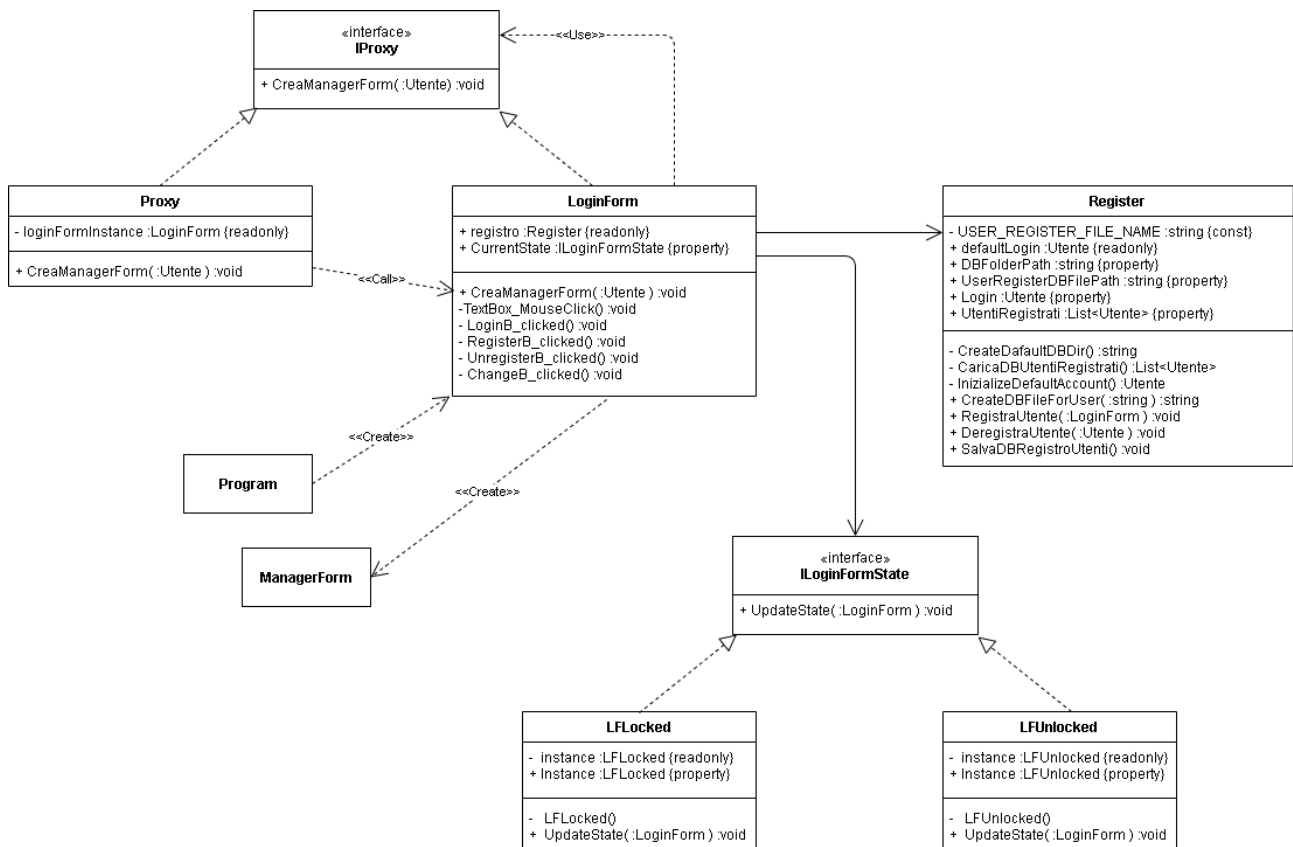 «interface»
IProxy
+ CreaManagerForm( :Utente) :void
<<Use>>
Proxy
- loginFormInstance :LoginForm {readonly}
+ CreaManagerForm( :Utente ) :void
<<Call>>
LoginForm
+ registro :Register {readonly}
+ CurrentState :ILoginFormState {property}
+ CreaManagerForm( :Utente ) :void
-TextBox_MouseClick() :void
- LoginB_clicked() :void
- RegisterB_clicked() :void
- UnregisterB_clicked() :void
- ChangeB_clicked() :void
Register
- USER_REGISTER_FILE_NAME :string {const}
+ defaultLogin :Utente {readonly}
+ DBFolderPath :string {property}
+ UserRegisterDBFilePath :string {property}
+ Login :Utente {property}
+ UtentiRegistrati :List<Utente> {property}
- CreateDafaultDBDir() :string
- CaricaDBUtentiRegistrati() :List<Utente>
- InizializeDefaultAccount() :Utente
+ CreateDBFileForUser( :string ) :string
+ RegistraUtente( :LoginForm ) :void
+ DeregistraUtente( :Utente ) :void
+ SalvaDBRegistroUtenti() :void
<<Create>>
Program
<<Create>>
ManagerForm
«interface»
ILoginFormState
+ UpdateState( :LoginForm ) :void
LFLocked
- instance :LFLocked {readonly}
+ Instance :LFLocked {property}
- LFLocked()
+ UpdateState( :LoginForm ) :void
LFUnlocked
- instance :LFUnlocked {readonly}
+ Instance :LFUnlocked {property}
- LFUnlocked()
+ UpdateState( :LoginForm ) :void